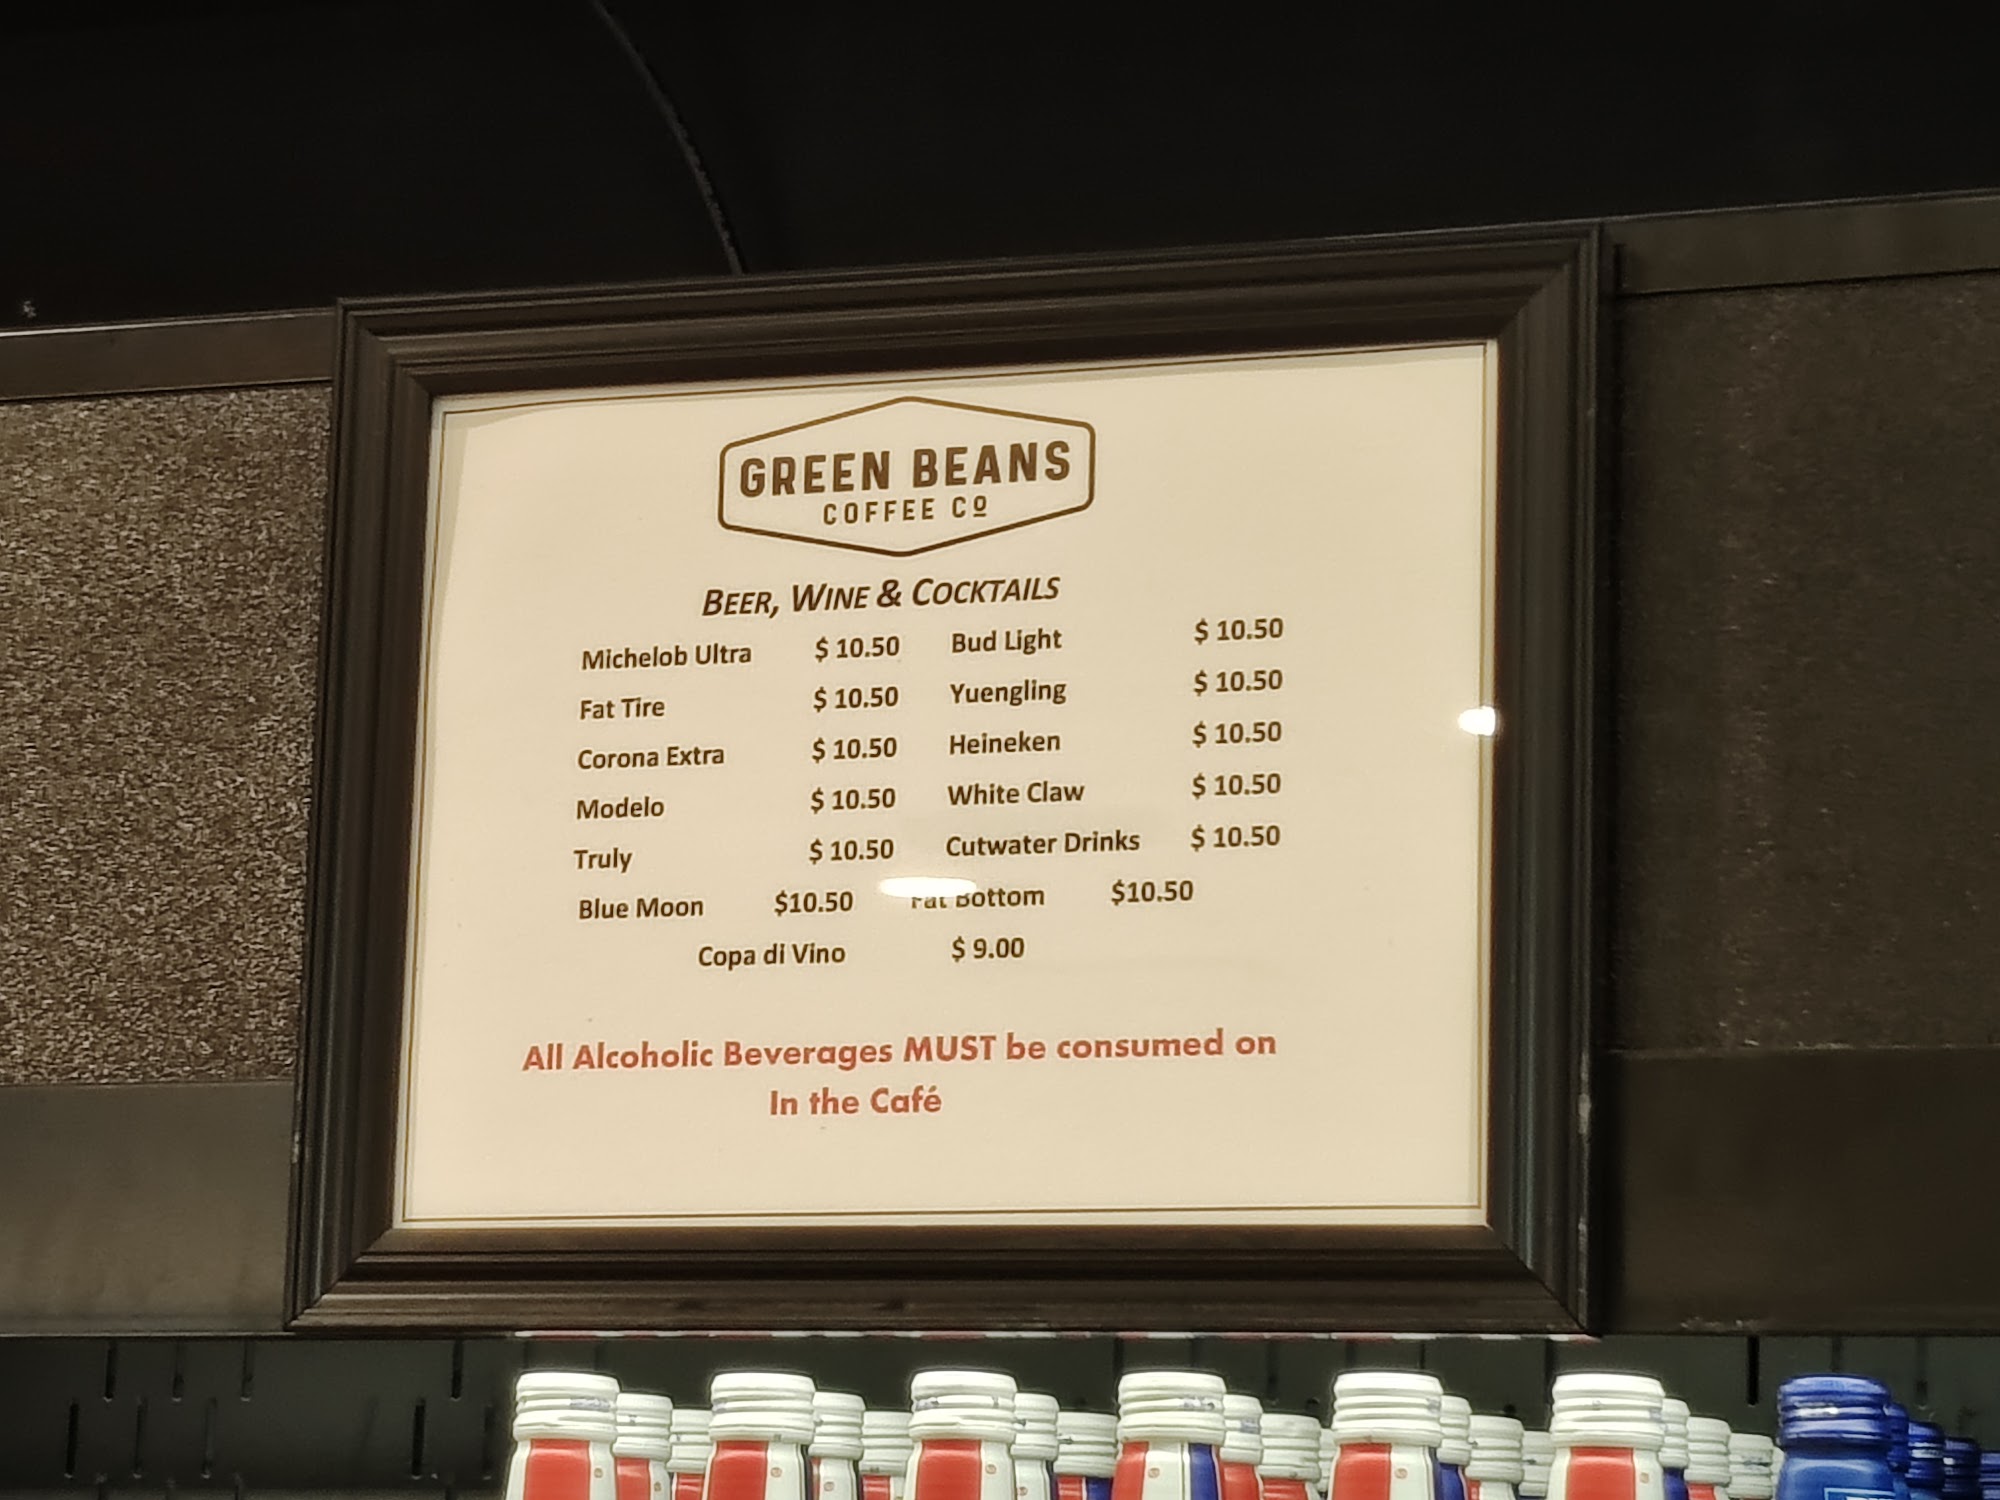 GREEN BEANS
COFFEE Cº
BEER, WINE & COCKTAILS
Michelob Ultra $ 10.50 Bud Light $ 10.50
Fat Tire $ 10.50 Yuengling $ 10.50
Corona Extra $ 10.50 Heineken $ 10.50
Modelo $ 10.50 White Claw $ 10.50
Truly $ 10.50 Cutwater Drinks $ 10.50
Blue Moon $10.50 Fat Bottom $10.50
Copa di Vino $ 9.00
All Alcoholic Beverages MUST be consumed on
In the Café